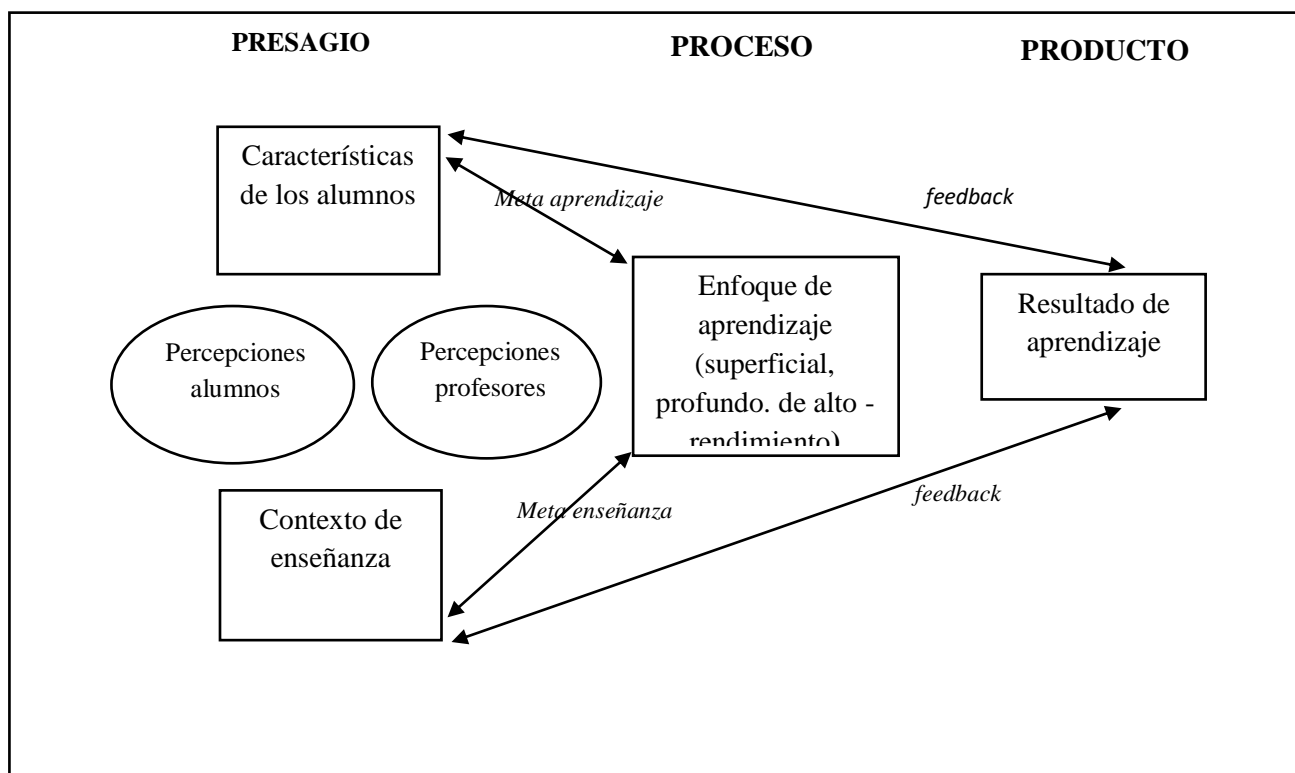 PRESAGIO
PROCESO
PRODUCTO
Características
de los alumnos
Meta aprendizaje
feedback
Enfoque de
aprendizaje
(superficial,
profundo. de alto -
rendimiento)
Resultado de
aprendizaje
Percepciones
alumnos
Percepciones
profesores
Meta enseñanza
feedback
Contexto de
enseñanza